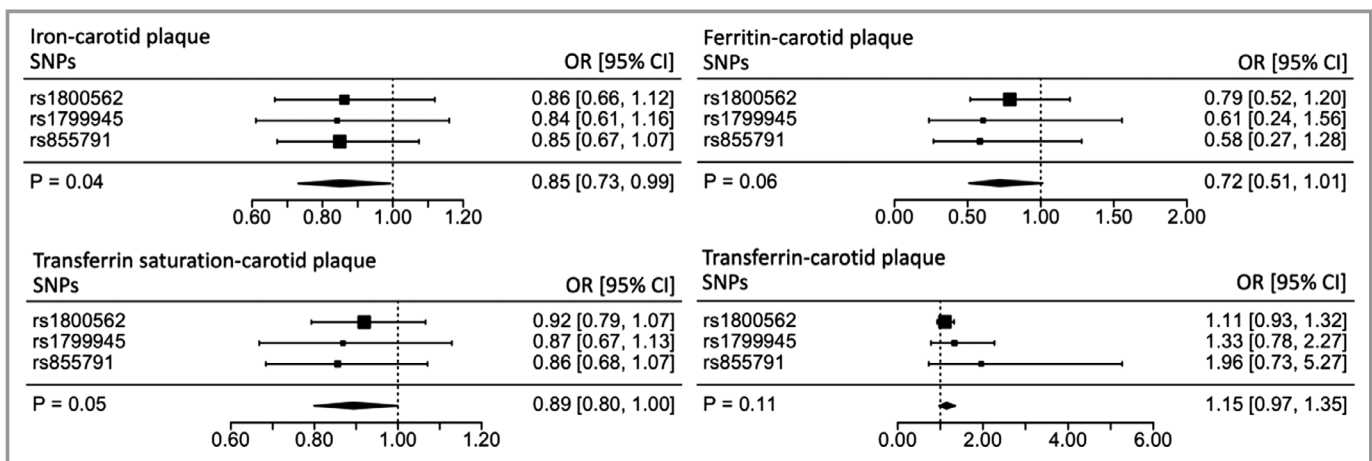 Iron-carotid plaque
SNPs OR [95% CI]
rs1800562 0.86 [0.66, 1.12]
rs1799945 0.84 [0.61, 1.16]
rs855791 0.85 [0.67, 1.07]
P = 0.04 0.85 [0.73, 0.99]
0.60 0.80 1.00 1.20
Ferritin-carotid plaque
SNPs OR [95% CI]
rs1800562 0.79 [0.52, 1.20]
rs1799945 0.61 [0.24, 1.56]
rs855791 0.58 [0.27, 1.28]
P = 0.06 0.72 [0.51, 1.01]
0.00 0.50 1.00 1.50 2.00
Transferrin saturation-carotid plaque
SNPs OR [95% CI]
rs1800562 0.92 [0.79, 1.07]
rs1799945 0.87 [0.67, 1.13]
rs855791 0.86 [0.68, 1.07]
P = 0.05 0.89 [0.80, 1.00]
0.60 0.80 1.00 1.20
Transferrin-carotid plaque
SNPs OR [95% CI]
rs1800562 1.11 [0.93, 1.32]
rs1799945 1.33 [0.78, 2.27]
rs855791 1.96 [0.73, 5.27]
P = 0.11 1.15 [0.97, 1.35]
0.00 2.00 4.00 6.00